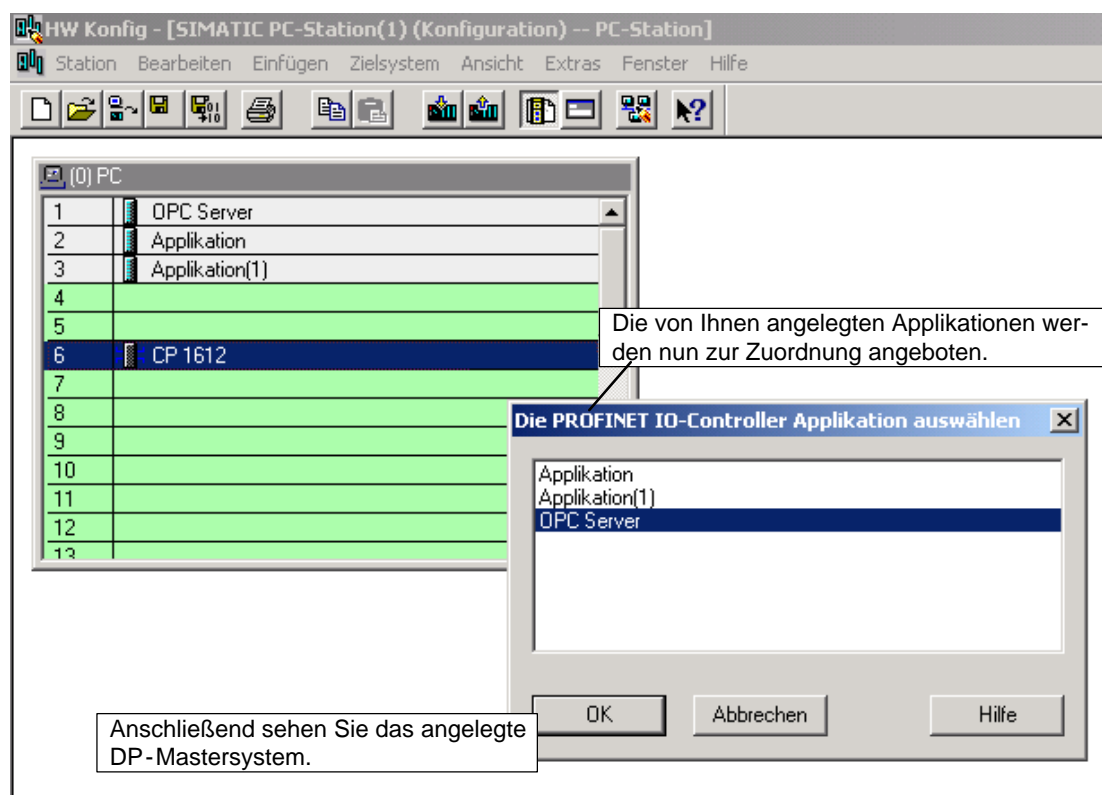 HW Konfig - [SIMATIC PC-Station(1) (Konfiguration) -- PC-Station]
Station Bearbeiten Einfügen Zielsystem Ansicht Extras Fenster Hilfe
(0) PC
1 OPC Server
2 Applikation
3 Applikation(1)
4
5
6 CP 1612
7
8
9
10
11
12
13
Die von Ihnen angelegten Applikationen wer-
den nun zur Zuordnung angeboten.
Die PROFINET IO-Controller Applikation auswählen
Applikation
Applikation(1)
OPC Server
OK Abbrechen Hilfe
Anschließend sehen Sie das angelegte
DP-Mastersystem.